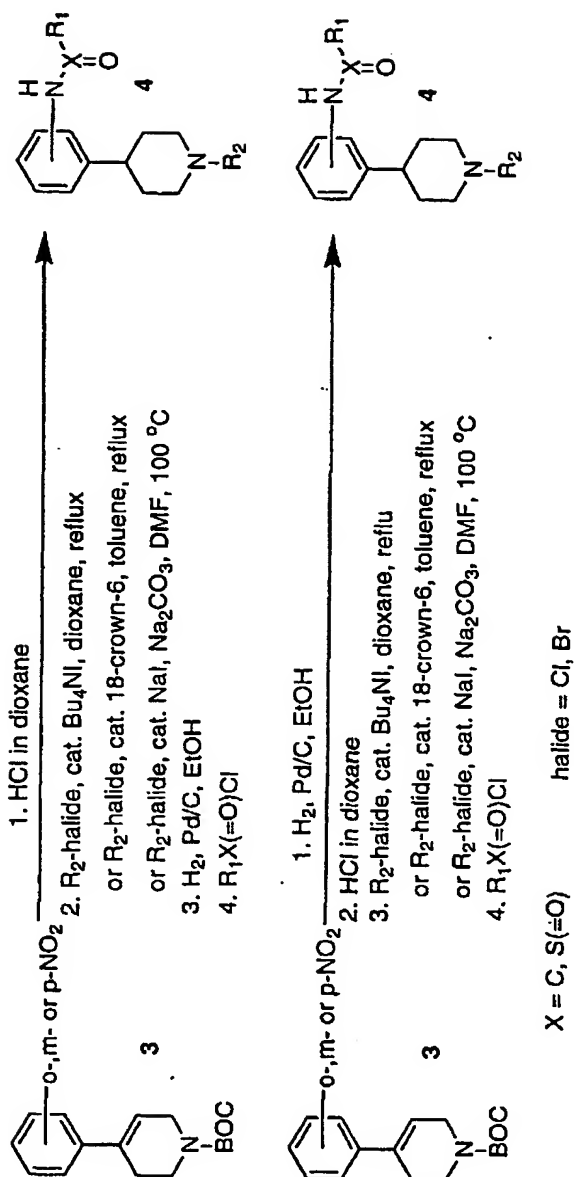 1. HCl in dioxane
2. R₂-halide, cat. Bu₄NI, dioxane, reflux
or R₂-halide, cat. 18-crown-6, toluene, reflux
or R₂-halide, cat. NaI, Na₂CO₃, DMF, 100 °C
3. H₂, Pd/C, EtOH
4. R₁X(=O)Cl
o-,m- or p-NO₂
N-BOC
3
H
N
X
R₁
O
N-R₂
4
1. H₂, Pd/C, EtOH
2. HCl in dioxane
3. R₂-halide, cat. Bu₄NI, dioxane, reflu
or R₂-halide, cat. 18-crown-6, toluene, reflux
or R₂-halide, cat. NaI, Na₂CO₃, DMF, 100 °C
4. R₁X(=O)Cl
o-,m- or p-NO₂
N-BOC
3
H
N
X
R₁
O
N-R₂
4
X = C, S(=O) halide = Cl, Br